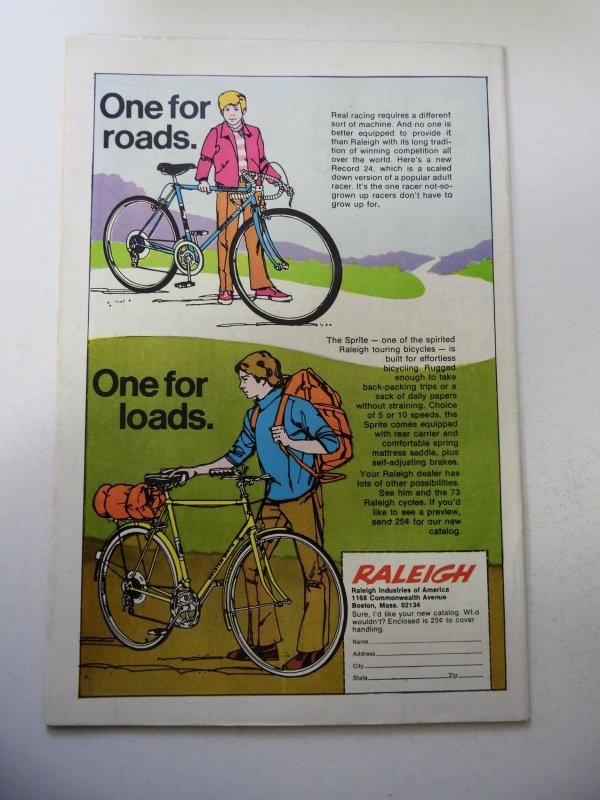 One for
roads.
Real racing requires a different
sort of machine. And no one is
better equipped to provide it
than Raleigh with its long tradi-
tion of winning competition all
over the world. Here's a new
Record 24, which is a scaled
down version of a popular adult
racer. It's the one racer not-so-
grown up racers don't have to
grow up for.
The Sprite — one of the spirited
Raleigh touring bicycles — is
built for effortless
bicycling. Rugged
enough to take
back-packing trips or a
sack of daily papers
without straining. Choice
of 5 or 10 speeds, the
Sprite comes equipped
with rear carrier and
comfortable spring
mattress saddle, plus
self-adjusting brakes.
Your Raleigh dealer has
lots of other possibilities.
See him and the 73
Raleigh cycles. If you'd
like to see a preview,
send 25¢ for our new
catalog.
One for
loads.
RALEIGH
Raleigh Industries of America
1168 Commonwealth Avenue
Boston, Mass. 02134
Sure, I'd like your new catalog. Who
wouldn't? Enclosed is 25¢ to cover
handling.
Name
Address
City
State Zip